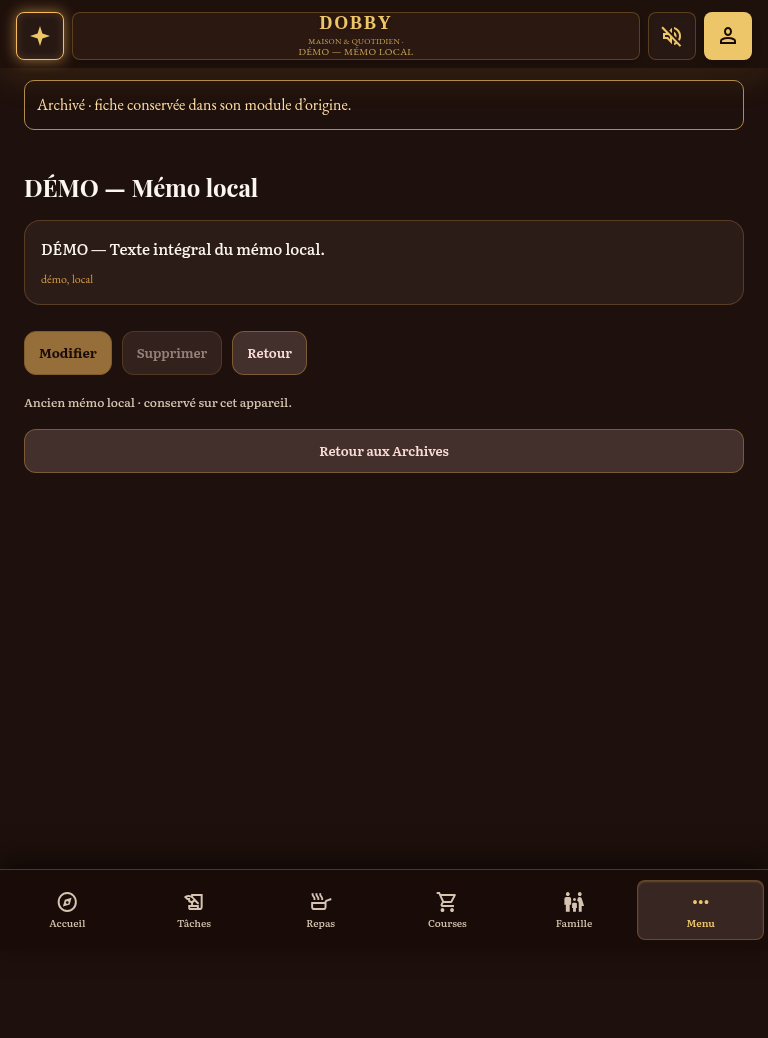 DOBBY
MAISON & QUOTIDIEN ·
DÉMO — MÉMO LOCAL
Archivé · fiche conservée dans son module d’origine.
DÉMO — Mémo local
DÉMO — Texte intégral du mémo local.
démo, local
Modifier
Supprimer
Retour
Ancien mémo local · conservé sur cet appareil.
Retour aux Archives
Accueil
Tâches
Repas
Courses
Famille
Menu